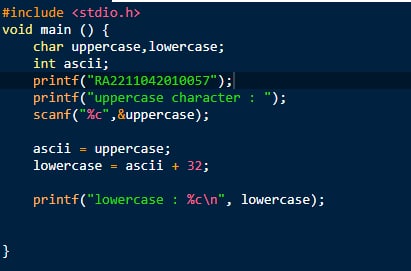 #include <stdio.h>
void main () {
    char uppercase,lowercase;
    int ascii;
    printf("RA2211042010057");
    printf("uppercase character : ");
    scanf("%c",&uppercase);
    ascii = uppercase;
    lowercase = ascii + 32;
    printf("lowercase : %c\n", lowercase);
}